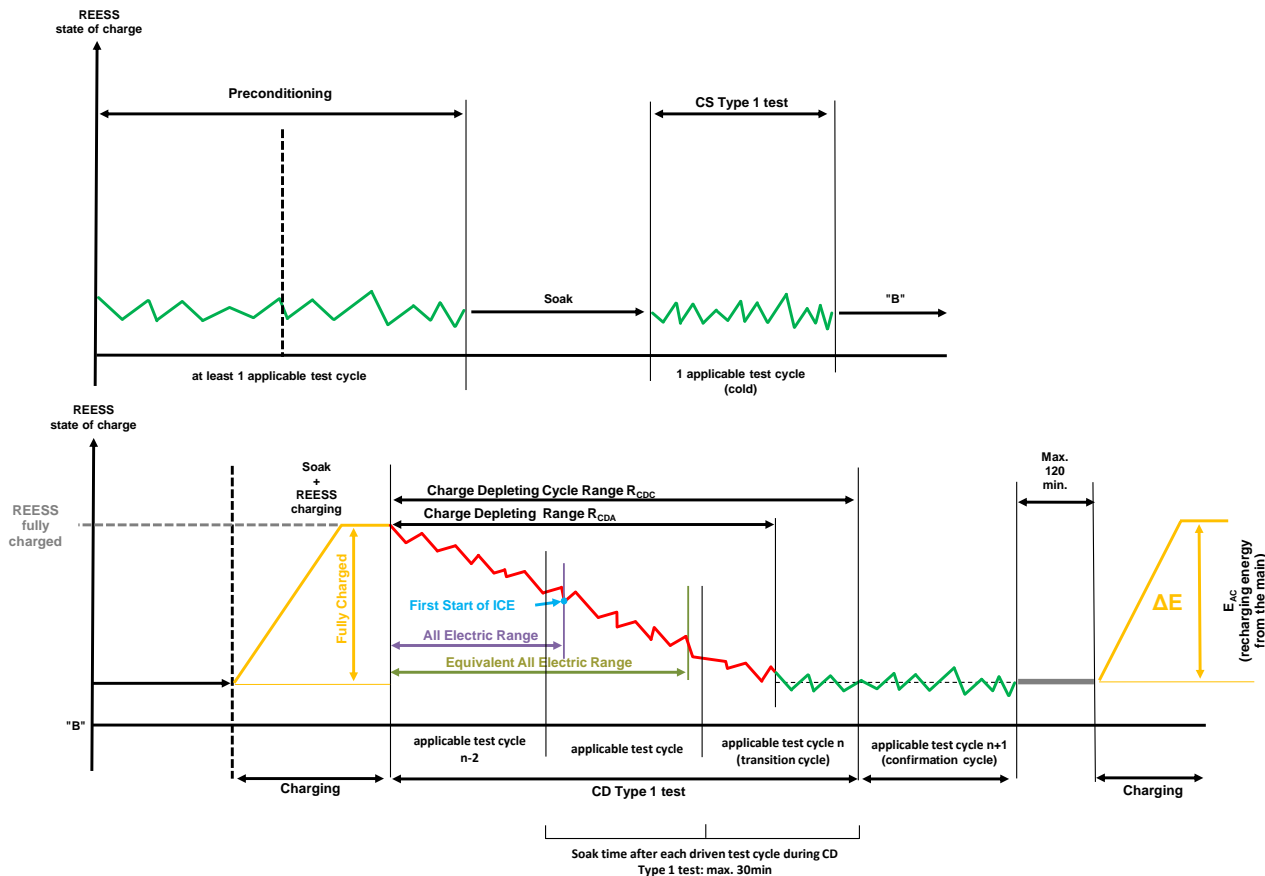 REESS
state of charge
Preconditioning
CS Type 1 test
Soak
"B"
at least 1 applicable test cycle
1 applicable test cycle
(cold)
REESS
state of charge
Max.
120
min.
Soak
+
REESS
charging
Charge Depleting Cycle Range RCDC
Charge Depleting Range RCDA
REESS
fully
charged
Fully Charged
First Start of ICE
All Electric Range
Equivalent All Electric Range
ΔE
EAC
(recharging energy
from the main)
"B"
applicable test cycle
n-2
applicable test cycle
applicable test cycle n
(transition cycle)
applicable test cycle n+1
(confirmation cycle)
Charging
CD Type 1 test
Charging
Soak time after each driven test cycle during CD
Type 1 test: max. 30min